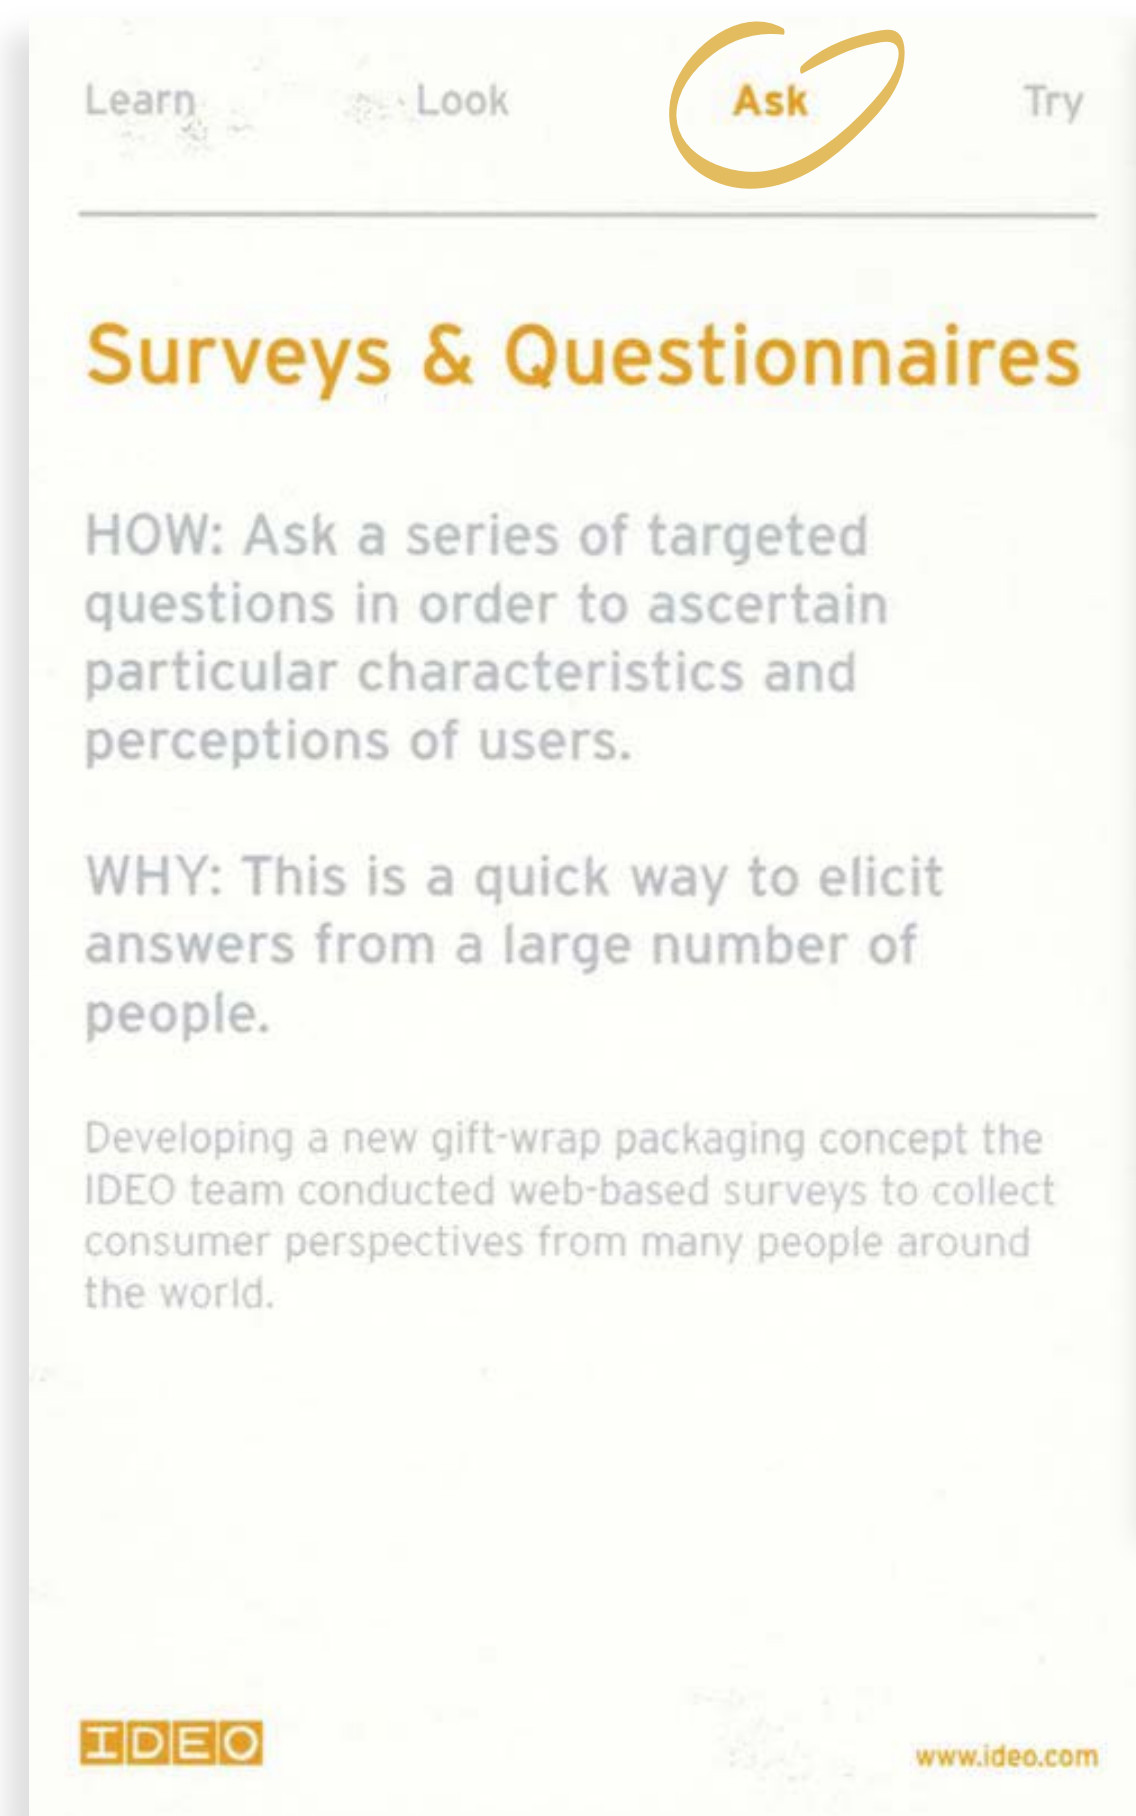 Learn Look Ask Try
Surveys & Questionnaires
HOW: Ask a series of targeted
questions in order to ascertain
particular characteristics and
perceptions of users.
WHY: This is a quick way to elicit
answers from a large number of
people.
Developing a new gift-wrap packaging concept the
IDEO team conducted web-based surveys to collect
consumer perspectives from many people around
the world.
IDEO www.ideo.com